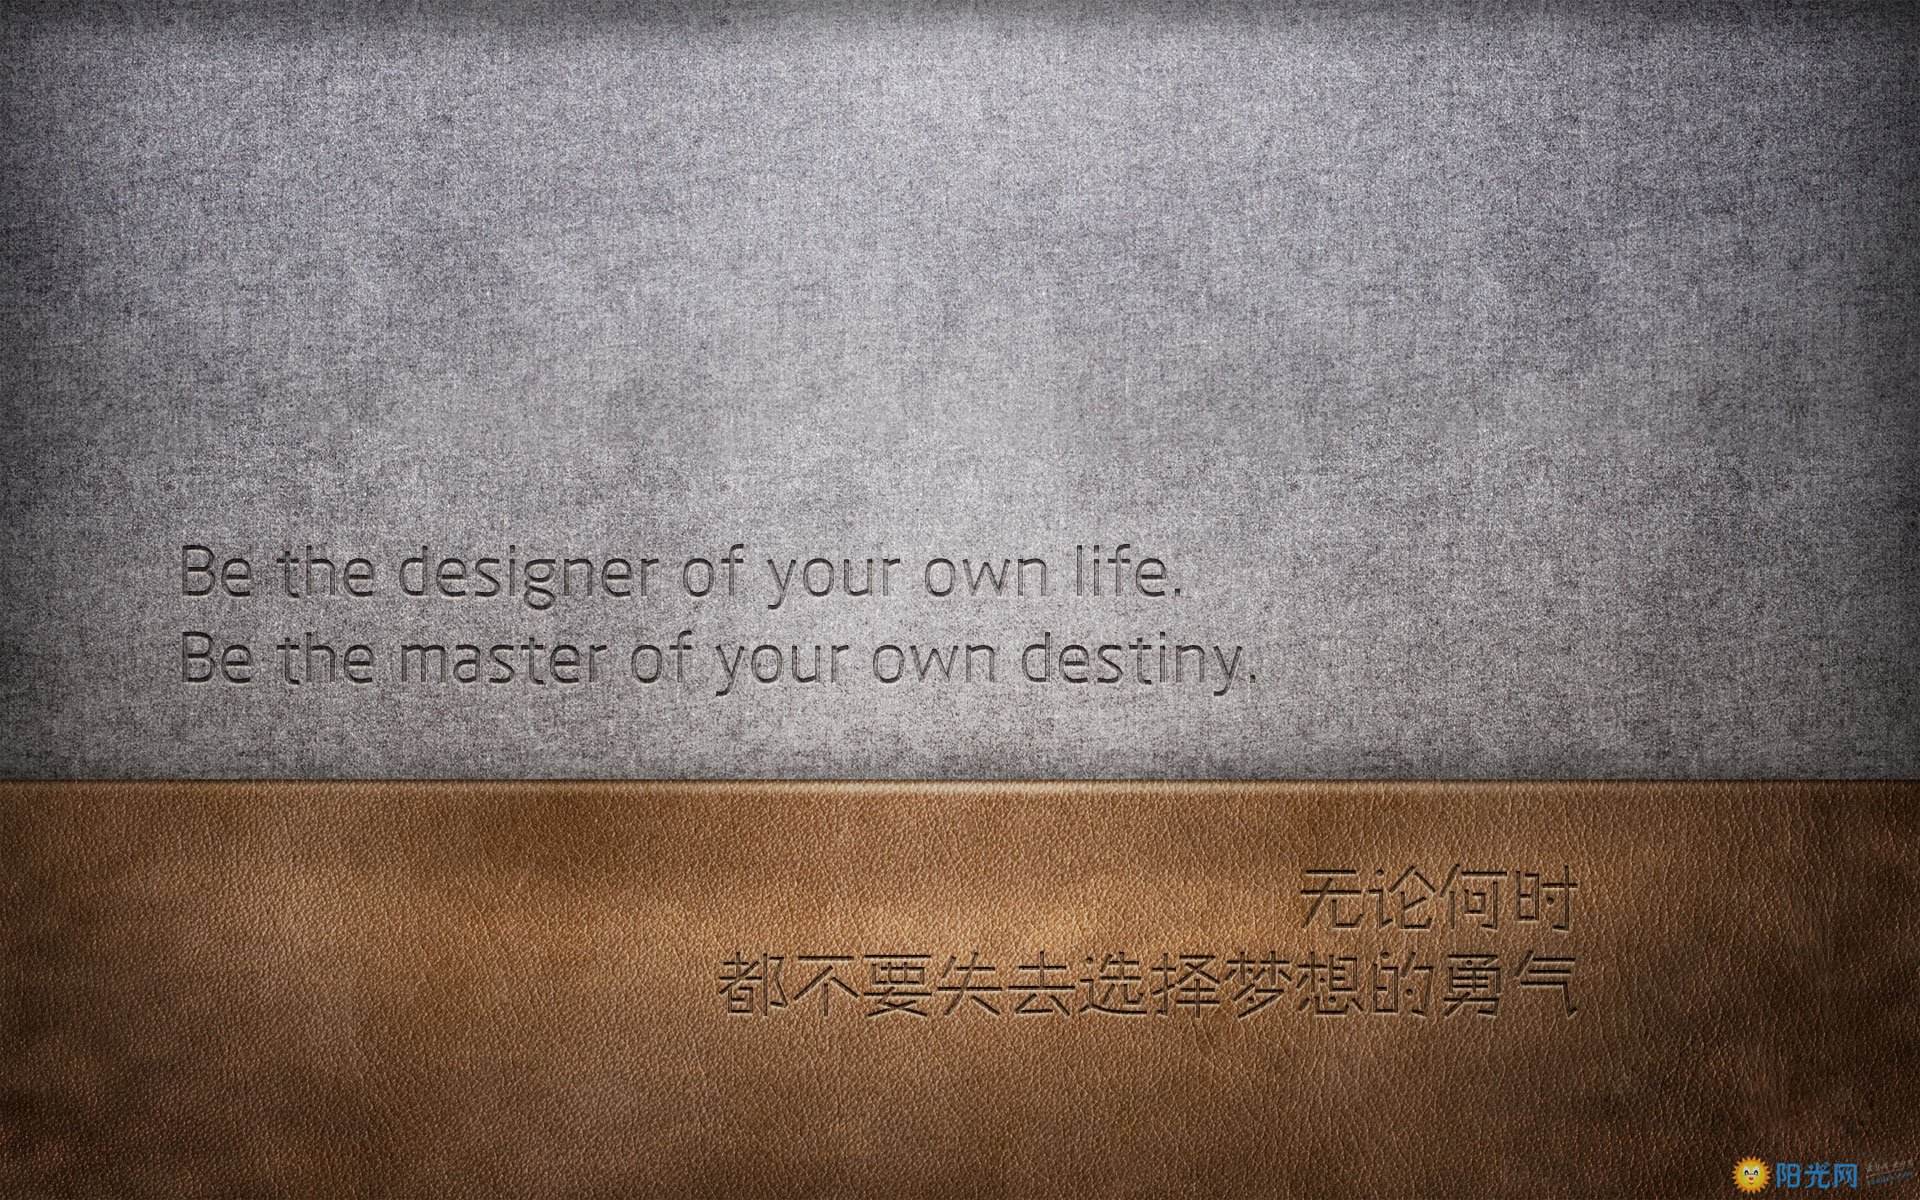 Be the designer of your own life.
Be the master of your own destiny.
无论何时
都不要失去选择梦想的勇气
阳光网